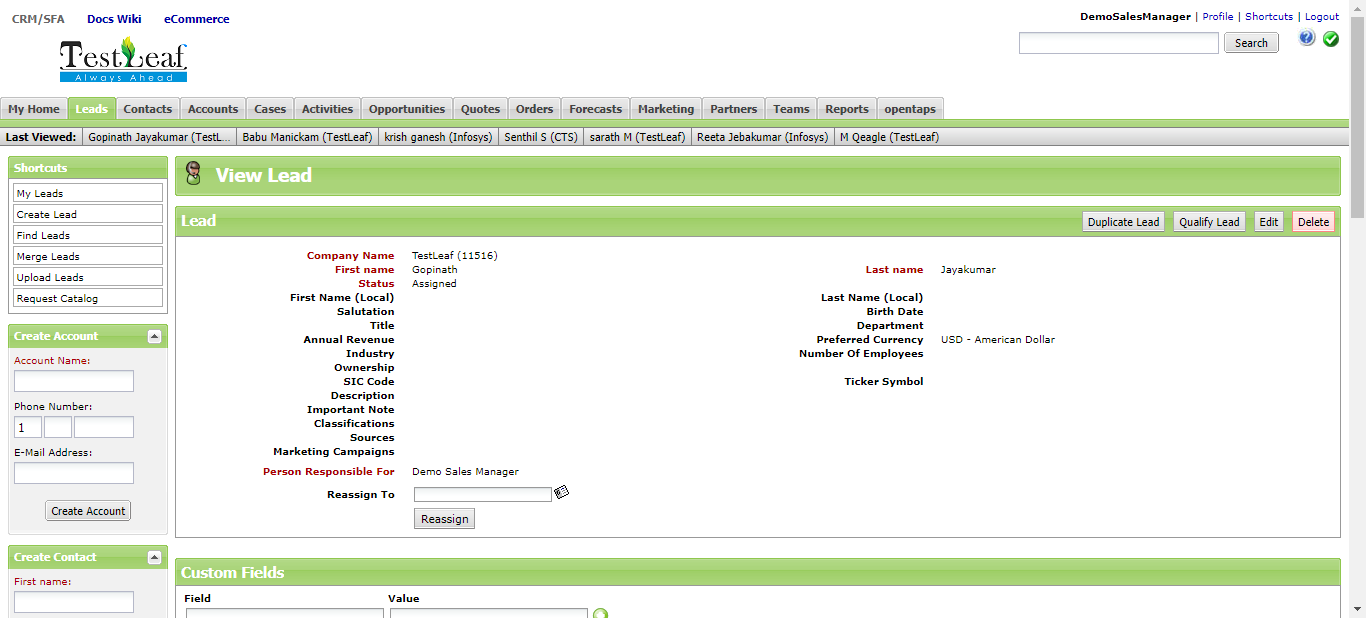 CRM/SFA Docs Wiki eCommerce
DemoSalesManager | Profile | Shortcuts | Logout
Search
TestLeaf
Always Ahead
My Home Leads Contacts Accounts Cases Activities Opportunities Quotes Orders Forecasts Marketing Partners Teams Reports opentaps
Last Viewed: Gopinath Jayakumar (TestL... Babu Manickam (TestLeaf) krish ganesh (Infosys) Senthil S (CTS) sarath M (TestLeaf) Reeta Jebakumar (Infosys) M Qeagle (TestLeaf)
Shortcuts
My Leads
Create Lead
Find Leads
Merge Leads
Upload Leads
Request Catalog
Create Account
Account Name:
Phone Number:
1
E-Mail Address:
Create Account
Create Contact
First name:
View Lead
Lead
Duplicate Lead Qualify Lead Edit Delete
Company Name TestLeaf (11516)
First name Gopinath Last name Jayakumar
Status Assigned
First Name (Local) Last Name (Local)
Salutation Birth Date
Title Department
Annual Revenue Preferred Currency USD - American Dollar
Industry Number Of Employees
Ownership
SIC Code Ticker Symbol
Description
Important Note
Classifications
Sources
Marketing Campaigns
Person Responsible For Demo Sales Manager
Reassign To
Reassign
Custom Fields
Field Value